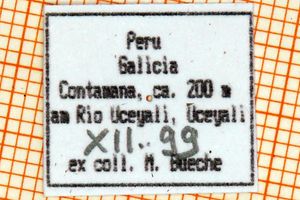 Peru
Galicia
Contamana, ca. 200 m
am Rio Uceyali, Uceyali
XII. 99
ex coll. M. Bueche